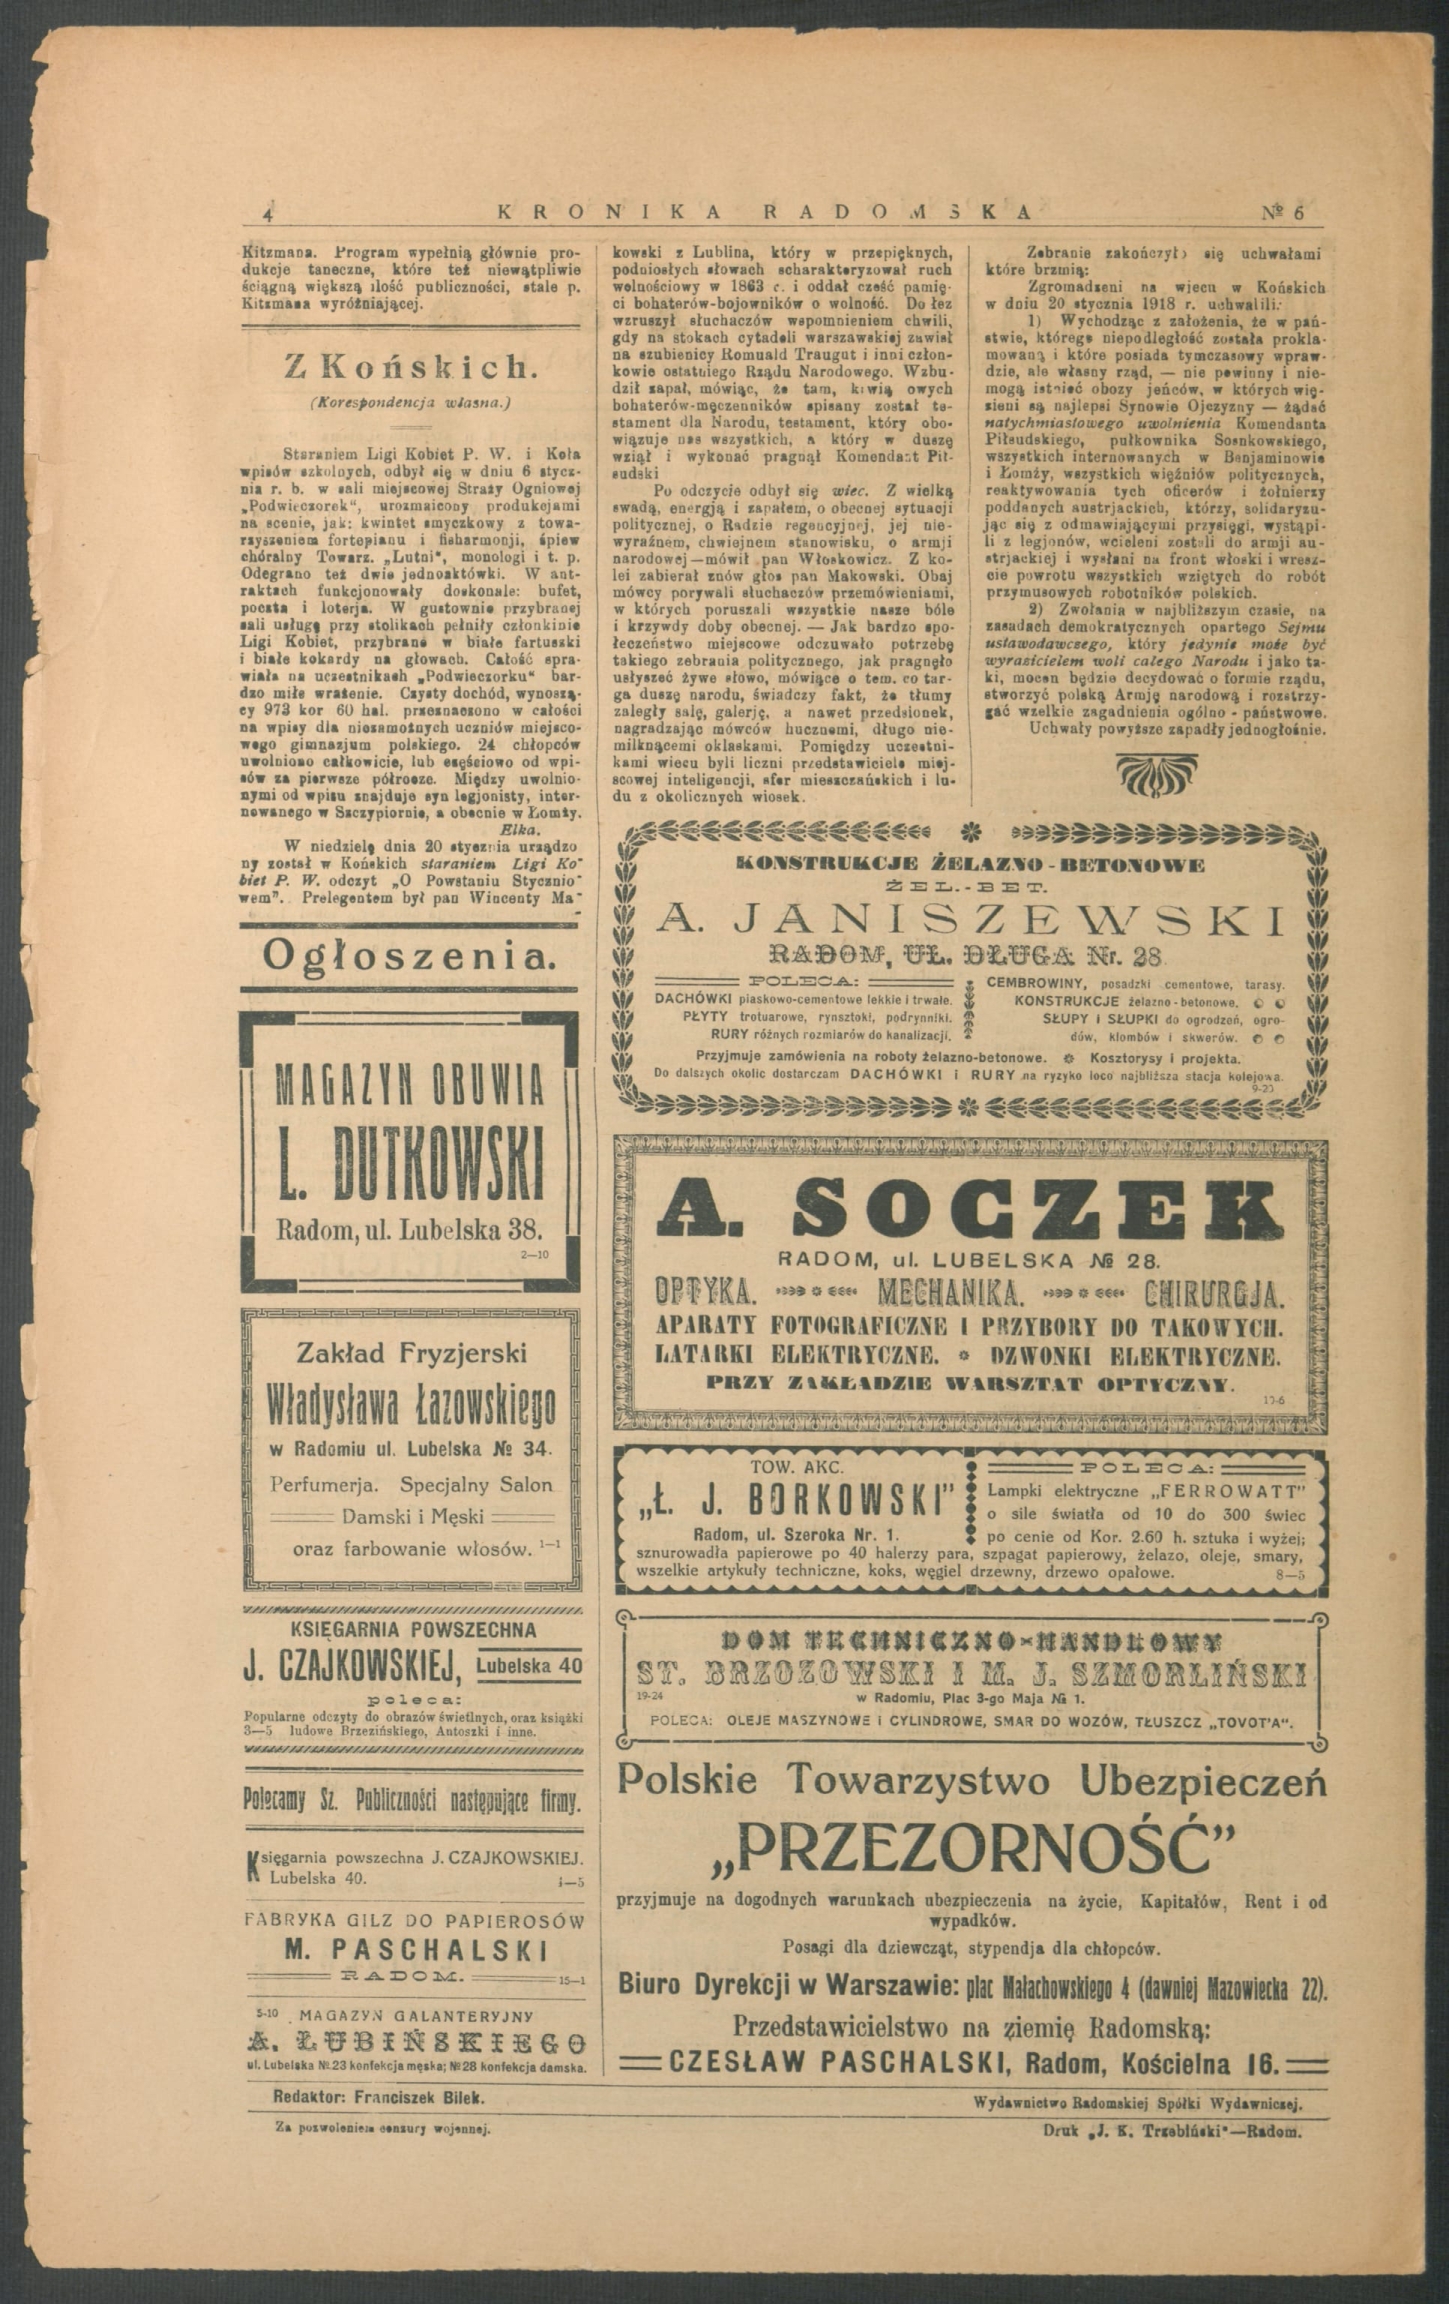 4
KRONIKA RADOMSKA
№ 6
Kitzmana. Program wypełnią głównie pro-
dukcje taneczne, które też niewątpliwie
ściągną większą ilość publiczności, stale p.
Kitzmana wyróżniającej.
Z Końskich.
(Korespondencja własna.)
Staraniem Ligi Kobiet P. W. i Koła
wpisów szkolnych, odbył się w dniu 6 stycz-
nia r. b. w sali miejscowej Straży Ogniowej
„Podwieczorek", urozmaicony produkcjami
na scenie, jak: kwintet smyczkowy z towa-
rzyszeniem fortepianu i fisharmonji, śpiew
chóralny Towarz. „Lutni", monologi i t. p.
Odegrano też dwie jednoaktówki. W ant-
raktach funkcjonowały doskonale: bufet,
poczta i loterja. W gustownie przybranej
sali usługę przy stolikach pełniły członkinie
Ligi Kobiet, przybrane w białe fartuszki
i białe kokardy na głowach. Całość spra-
wiała na uczestnikach „Podwieczorku" bar-
dzo miłe wrażenie. Czysty dochód, wynoszą-
cy 973 kor 60 hal. przeznaczono w całości
na wpisy dla niezamożnych uczniów miejsco-
wego gimnazjum polskiego. 24 chłopców
uwolniono całkowicie, lub częściowo od wpi-
sów za pierwsze półrocze. Między uwolnio-
nymi od wpisu znajduje syn legjonisty, inter-
nowanego w Szczypiornie, a obecnie w Łomży.
Elka.
W niedzielę dnia 20 stycznia urządzo
ny został w Końskich staraniem Ligi Ko-
biet P. W. odczyt „O Powstaniu Stycznio-
wem". Prelegentem był pan Wincenty Ma-
kowski z Lublina, który w przepięknych,
podniosłych słowach scharakteryzował ruch
wolnościowy w 1863 r. i oddał cześć pamię-
ci bohaterów-bojowników o wolność. Do łez
wzruszył słuchaczów wspomnieniem chwili,
gdy na stokach cytadeli warszawskiej zawisł
na szubienicy Romuald Traugut i inni człon-
kowie ostatniego Rządu Narodowego. Wzbu-
dził zapał, mówiąc, że tam, krwią owych
bohaterów-męczenników spisany został te-
stament dla Narodu, testament, który obo-
wiązuje nas wszystkich, a który w duszę
wziął i wykonać pragnął Komendant Pił-
sudski
Po odczycie odbył się wiec. Z wielką
swadą, energją i zapałem, o obecnej sytuacji
politycznej, o Radzie regencyjnej, jej nie-
wyraźnem, chwiejnem stanowisku, o armji
narodowej—mówił pan Włoskowicz. Z ko-
lei zabierał znów głos pan Makowski. Obaj
mówcy porywali słuchaczów przemówieniami,
w których poruszali wszystkie nasze bóle
i krzywdy doby obecnej. — Jak bardzo spo-
łeczeństwo miejscowe odczuwało potrzebę
takiego zebrania politycznego, jak pragnęło
usłyszeć żywe słowo, mówiące o tem, co tar-
ga duszę narodu, świadczy fakt, że tłumy
zaległy salę, galerję, a nawet przedsionek,
nagradzając mówców hucznemi, długo nie-
milknącemi oklaskami. Pomiędzy uczestni-
kami wiecu byli liczni przedstawiciele miej-
scowej inteligencji, sfer mieszczańskich i lu-
du z okolicznych wiosek.
Zebranie zakończyło się uchwałami
które brzmią:
Zgromadzeni na wiecu w Końskich
w dniu 20 stycznia 1918 r. uchwalili:
1) Wychodząc z założenia, że w pań-
stwie, którego niepodległość została prokla-
mowaną i które posiada tymczasowy wpraw-
dzie, ale własny rząd, — nie powinny i nie-
mogą istnieć obozy jeńców, w których wię-
zieni są najlepsi Synowie Ojczyzny — żądać
natychmiastowego uwolnienia Komendanta
Piłsudskiego, pułkownika Sosnkowskiego,
wszystkich internowanych w Benjaminowie
i Łomży, wszystkich więźniów politycznych,
reaktywowania tych oficerów i żołnierzy
poddanych austrjackich, którzy, solidaryzu-
jąc się z odmawiającymi przysięgi, wystąpi-
li z legjonów, wcieleni zostali do armji au-
strjackiej i wysłani na front włoski i wresz-
cie powrotu wszystkich wziętych do robót
przymusowych robotników polskich.
2) Zwołania w najbliższym czasie, na
zasadach demokratycznych opartego Sejmu
ustawodawczego, który jedynie może być
wyrazicielem woli całego Narodu i jako ta-
ki, mocen będzie decydować o formie rządu,
stworzyć polską Armję narodową i rozstrzy-
gać wzelkie zagadnienia ogólno - państwowe.
Uchwały powyższe zapadły jednogłośnie.
Ogłoszenia.
MAGAZYN OBUWIA
L. DUTKOWSKI
Radom, ul. Lubelska 38.
2—10
Zakład Fryzjerski
Władysława Łazowskiego
w Radomiu ul. Lubelska № 34.
Perfumerja. Specjalny Salon
Damski i Męski
oraz farbowanie włosów. 1—1
KSIĘGARNIA POWSZECHNA
J. CZAJKOWSKIEJ, Lubelska 40
poleca:
Popularne odczyty do obrazów świetlnych, oraz książki
3—5 ludowe Brzezińskiego, Antoszki i inne.
Polecamy Sz. Publiczności następujące firmy.
Księgarnia powszechna J. CZAJKOWSKIEJ.
Lubelska 40. 1—5
FABRYKA GILZ DO PAPIEROSÓW
M. PASCHALSKI
RADOM. 15—1
5-10 MAGAZYN GALANTERYJNY
A. ŁUBIŃSKIEGO
ul. Lubelska №23 konfekcja męska; №28 konfekcja damska.
KONSTRUKCJE ŻELAZNO-BETONOWE
ŻEL.-BET.
A. JANISZEWSKI
RADOM, UL. DŁUGA Nr. 28
POLECA:
DACHÓWKI piaskowo-cementowe lekkie i trwałe.
PŁYTY trotuarowe, rynsztoki, podrynniki.
RURY różnych rozmiarów do kanalizacji.
CEMBROWINY, posadzki cementowe, tarasy.
KONSTRUKCJE żelazno-betonowe.
SŁUPY i SŁUPKI do ogrodzeń, ogro-
dów, klombów i skwerów.
Przyjmuje zamówienia na roboty żelazno-betonowe. Kosztorysy i projekta.
Do dalszych okolic dostarczam DACHÓWKI i RURY na ryzyko loco najbliższa stacja kolejowa.
9-20
A. SOCZEK
RADOM, ul. LUBELSKA № 28.
OPTYKA. MECHANIKA. CHIRURGJA.
APARATY FOTOGRAFICZNE I PRZYBORY DO TAKOWYCH.
LATARKI ELEKTRYCZNE. DZWONKI ELEKTRYCZNE.
PRZY ZAKŁADZIE WARSZTAT OPTYCZNY.
10-6
TOW. AKC.
„Ł. J. BORKOWSKI"
Radom, ul. Szeroka Nr. 1.
POLECA:
Lampki elektryczne „FERROWATT"
o sile światła od 10 do 300 świec
po cenie od Kor. 2.60 h. sztuka i wyżej;
sznurowadła papierowe po 40 halerzy para, szpagat papierowy, żelazo, oleje, smary,
wszelkie artykuły techniczne, koks, węgiel drzewny, drzewo opałowe. 8—5
DOM TECHNICZNO-HANDLOWY
ST. BRZOZOWSKI I M. J. SZMORLIŃSKI
19-24 w Radomiu, Plac 3-go Maja № 1.
POLECA: OLEJE MASZYNOWE i CYLINDROWE, SMAR DO WOZÓW, TŁUSZCZ „TOVOT'A".
Polskie Towarzystwo Ubezpieczeń
„PRZEZORNOŚĆ"
przyjmuje na dogodnych warunkach ubezpieczenia na życie, Kapitałów, Rent i od
wypadków.
Posagi dla dziewcząt, stypendja dla chłopców.
Biuro Dyrekcji w Warszawie: plac Małachowskiego 4 (dawniej Mazowiecka 22).
Przedstawicielstwo na ziemię Radomską:
CZESŁAW PASCHALSKI, Radom, Kościelna 16.
Redaktor: Franciszek Bilek.
Wydawnictwo Radomskiej Spółki Wydawniczej.
Za pozwoleniem cenzury wojennej.
Druk „J. K. Trzebiński"—Radom.